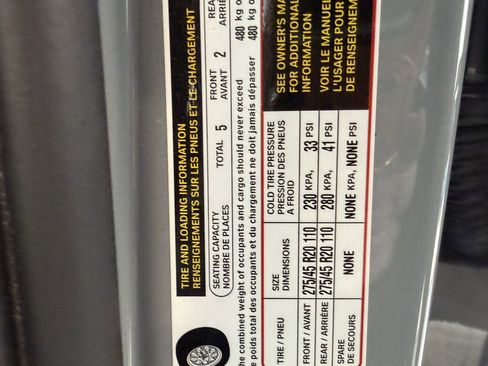 TIRE AND LOADING INFORMATION
RENSEIGNEMENTS SUR LES PNEUS ET LE CHARGEMENT
SEATING CAPACITY
NOMBRE DE PLACES
TOTAL 5
FRONT
AVANT 2
REA
ARRIÈ
he combined weight of occupants and cargo should never exceed 480 kg o
e poids total des occupants et du chargement ne doit jamais dépasser 480 kg o
TIRE / PNEU
SIZE
DIMENSIONS
COLD TIRE PRESSURE
PRESSION DES PNEUS
A FROID
FRONT / AVANT 275/45 R20 110 230 KPA, 33 PSI
REAR / ARRIÈRE 275/45 R20 110 280 KPA, 41 PSI
SPARE
DE SECOURS
NONE NONE KPA, NONE PSI
SEE OWNER'S MA
FOR ADDITIONAL
INFORMATION
VOIR LE MANUEL
L'USAGER POUR
DE RENSEIGNEM